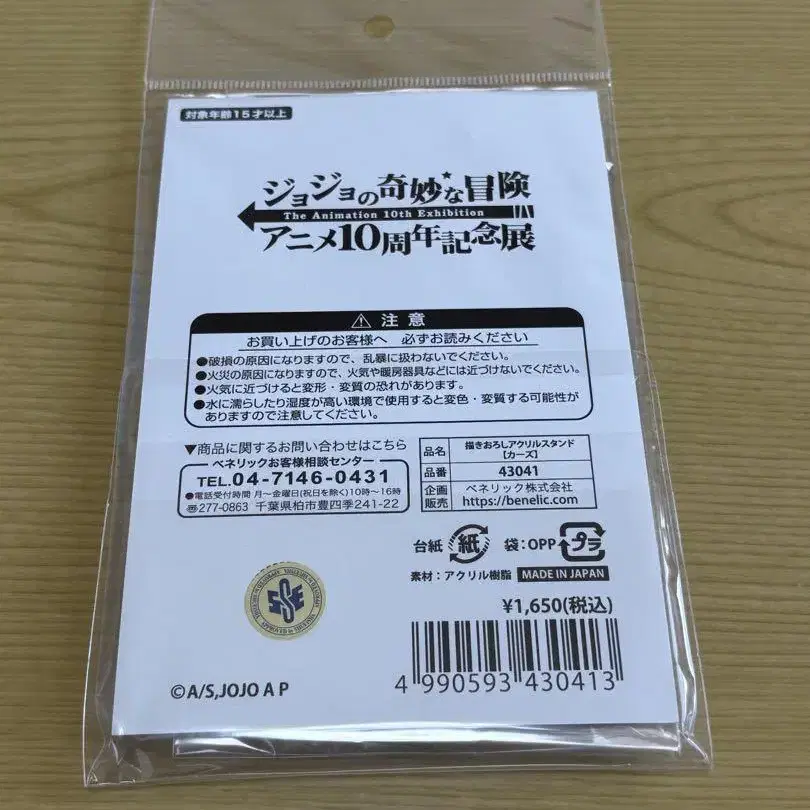 対象年齢15才以上
ジョジョの奇妙な冒険
The Animation 10th Exhibition
アニメ10周年記念展
注意
お買い上げのお客様へ 必ずお読みください
●破損の原因になりますので、乱暴に扱わないでください。
●火災の原因になりますので、火気や暖房器具などには近づけないでください。
●火気に近づけると変形・変質の恐れがあります。
●水に濡らしたり湿度が高い環境で使用すると変色・変質する可能性が
ありますので注意してください。
▼商品に関するお問い合わせはこちら
ベネリックお客様相談センター
TEL.04-7146-0431
●電話受付時間 月〜金曜日(祝日を除く)10時〜16時
〠277-0863 千葉県柏市豊四季241-22
品名 描きおろしアクリルスタンド
【カーズ】
品番 43041
企画 販売 ベネリック株式会社
https://benelic.com
台紙 紙 袋:OPP プラ
素材:アクリル樹脂 MADE IN JAPAN
¥1,650(税込)
4 990593 430413
©A/S,JOJO A P